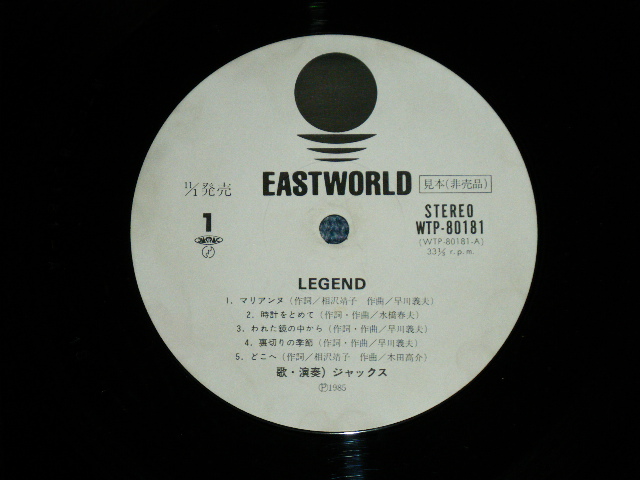 EASTWORLD
見本(非売品)
11/1発売
1
STEREO
WTP-80181
(WTP-80181-A)
33⅓ r.p.m.
LEGEND
1. マリアンヌ (作詞/相沢靖子 作曲/早川義夫)
2. 時計をとめて (作詞・作曲/水橋春夫)
3. われた鏡の中から (作詞・作曲/早川義夫)
4. 裏切りの季節 (作詞・作曲/早川義夫)
5. どこへ (作詞/相沢靖子 作曲/木田高介)
歌・演奏) ジャックス
Ⓟ1985